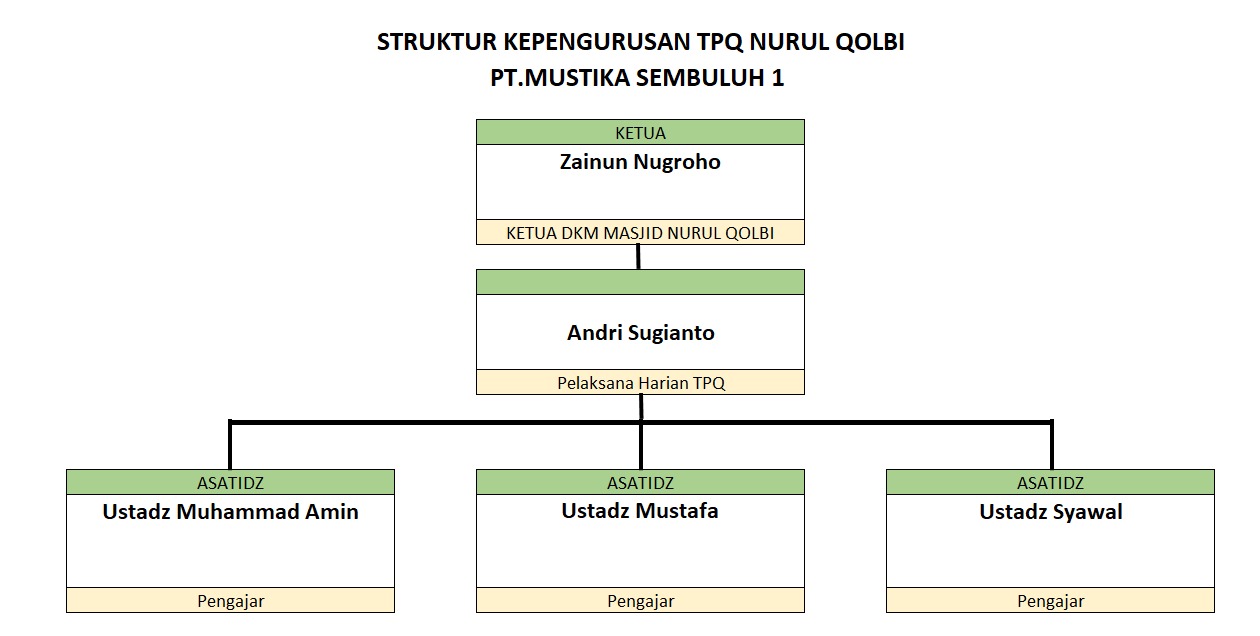 STRUKTUR KEPENGURUSAN TPQ NURUL QOLBI
PT.MUSTIKA SEMBULUH 1
KETUA
Zainun Nugroho
KETUA DKM MASJID NURUL QOLBI
Andri Sugianto
Pelaksana Harian TPQ
ASATIDZ
Ustadz Muhammad Amin
Pengajar
ASATIDZ
Ustadz Mustafa
Pengajar
ASATIDZ
Ustadz Syawal
Pengajar